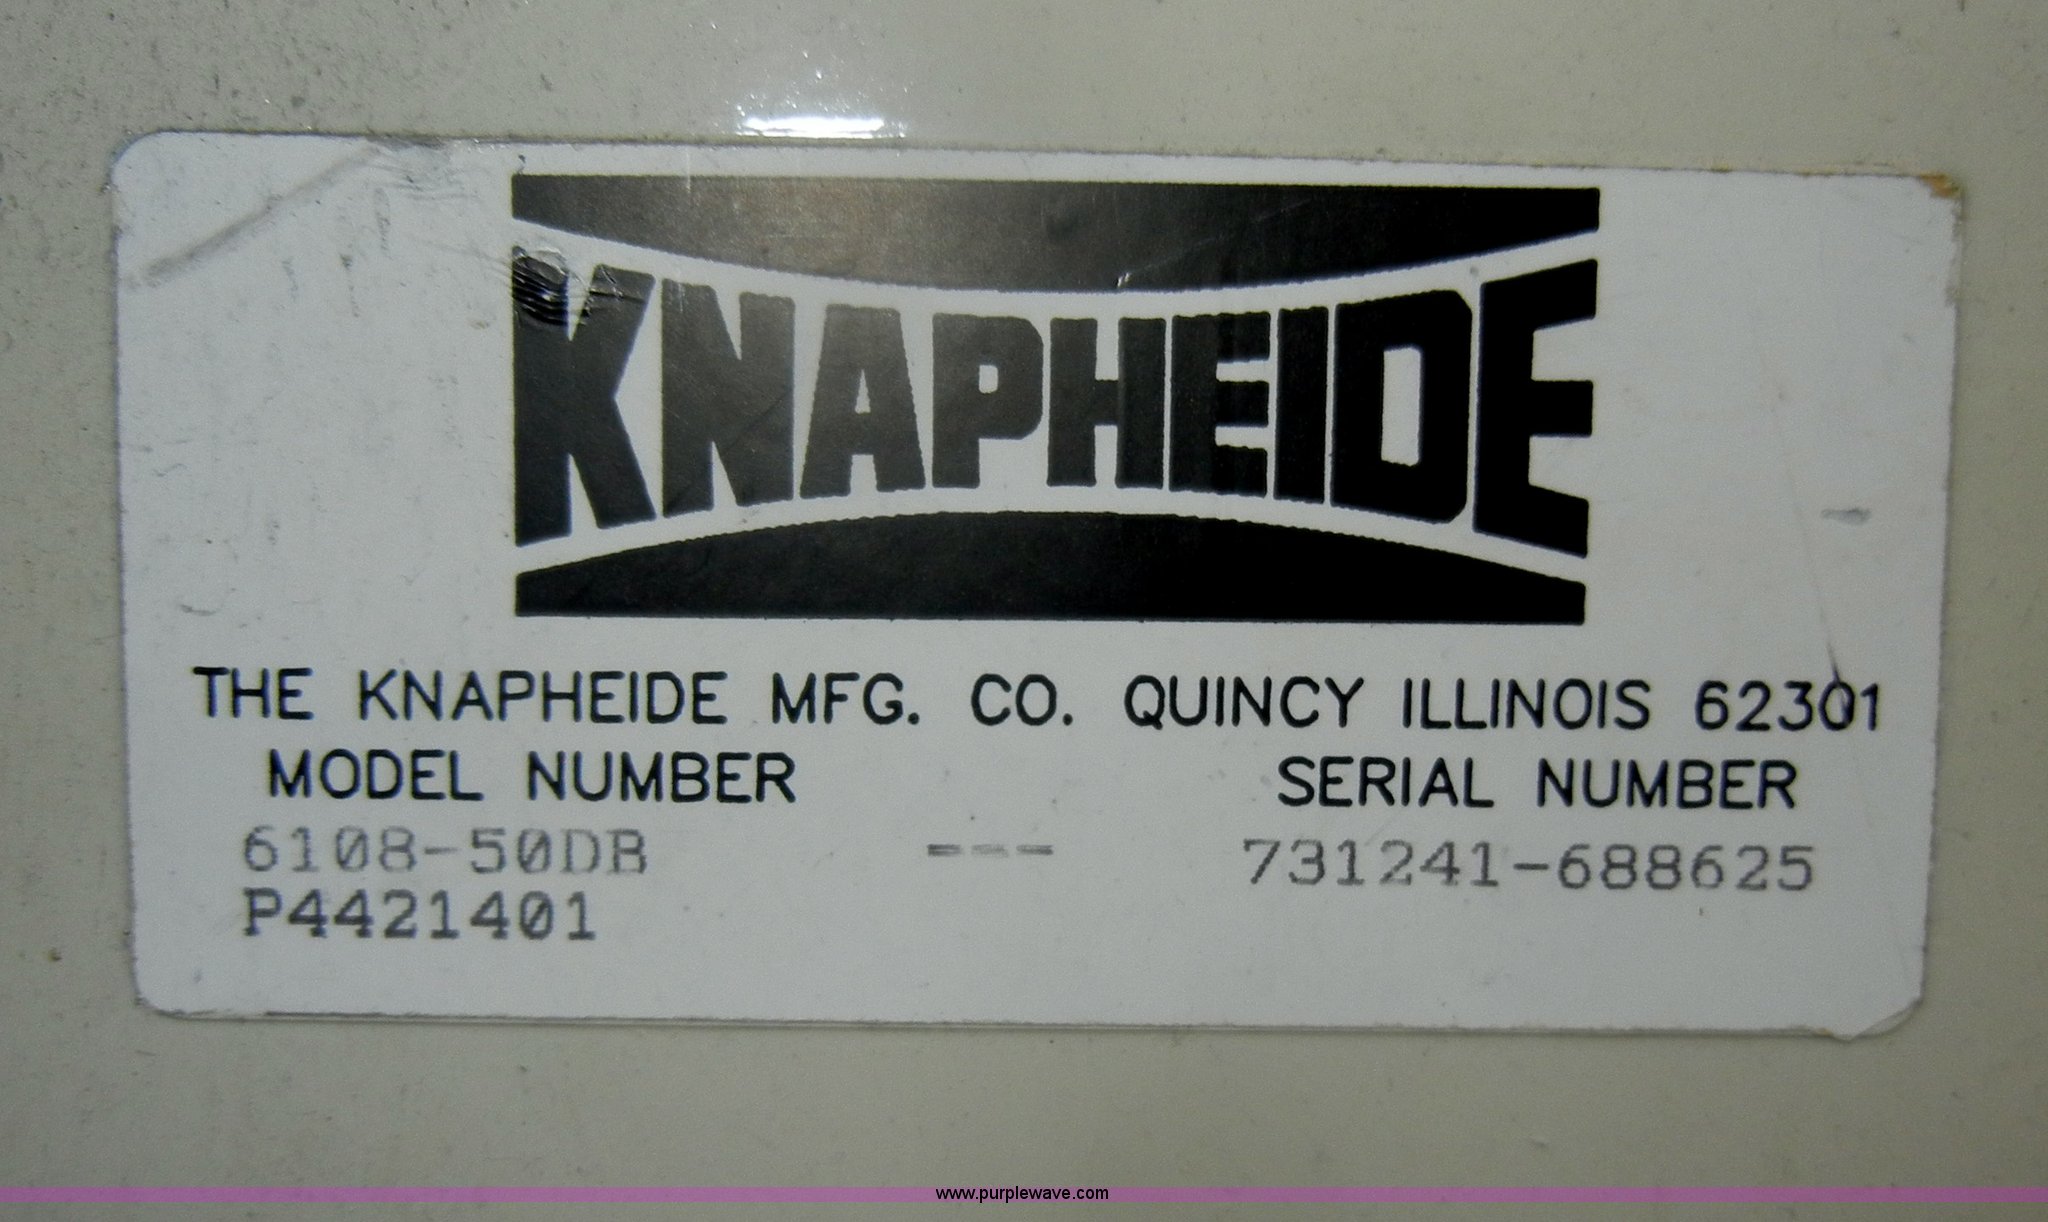 KNAPHEIDE
THE KNAPHEIDE MFG. CO. QUINCY ILLINOIS 62301
MODEL NUMBER SERIAL NUMBER
6108-50DB --- 731241-688625
P4421401
www.purplewave.com